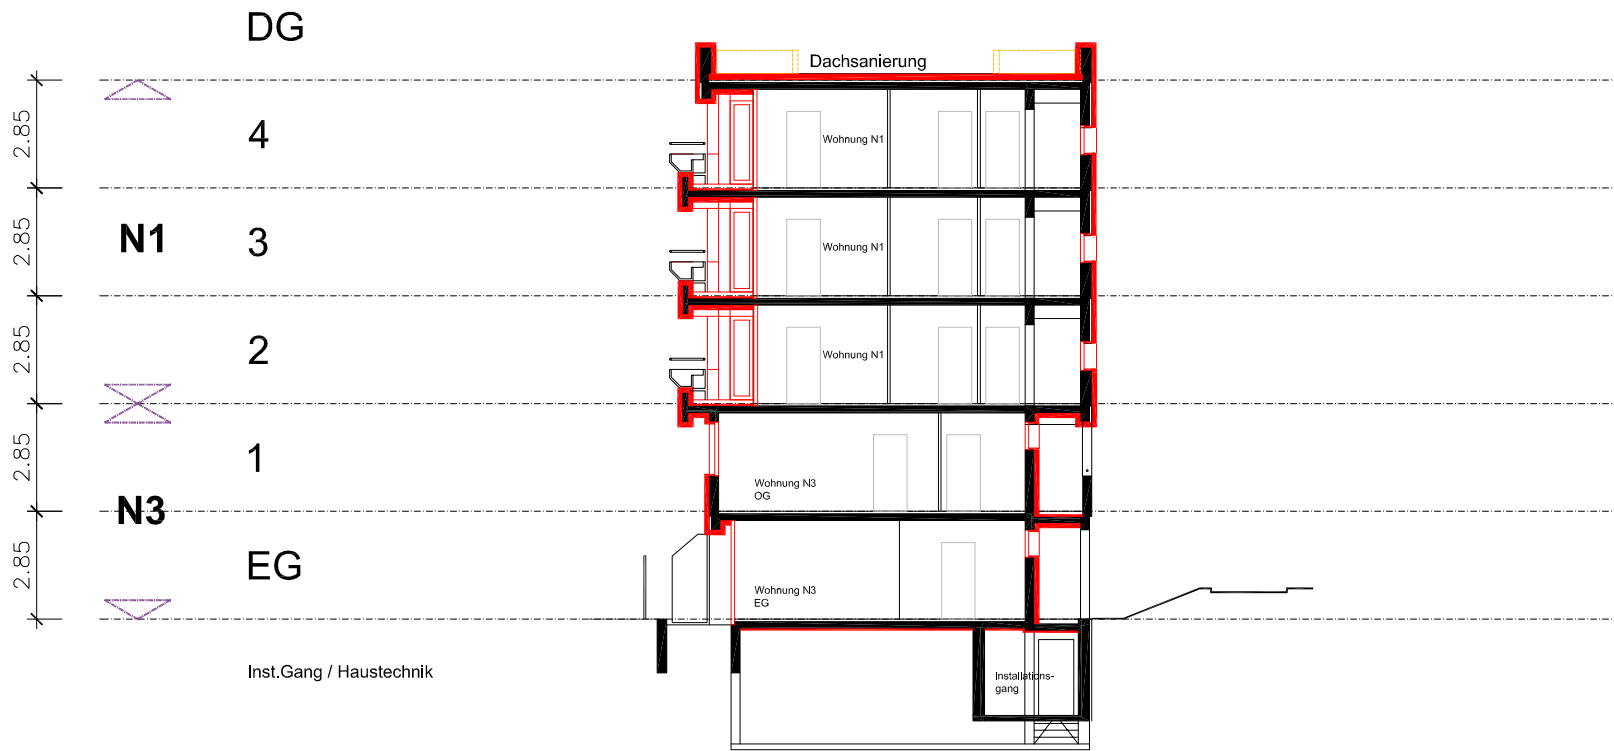 DG
Dachsanierung
2.85
4
Wohnung N1
2.85
N1
3
Wohnung N1
2.85
2
Wohnung N1
2.85
1
Wohnung N3
OG
N3
2.85
EG
Wohnung N3
EG
Inst.Gang / Haustechnik
Installations-
gang